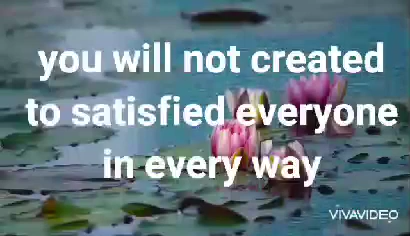 you will not created
to satisfied everyone
in every way
VIVAVIDEO